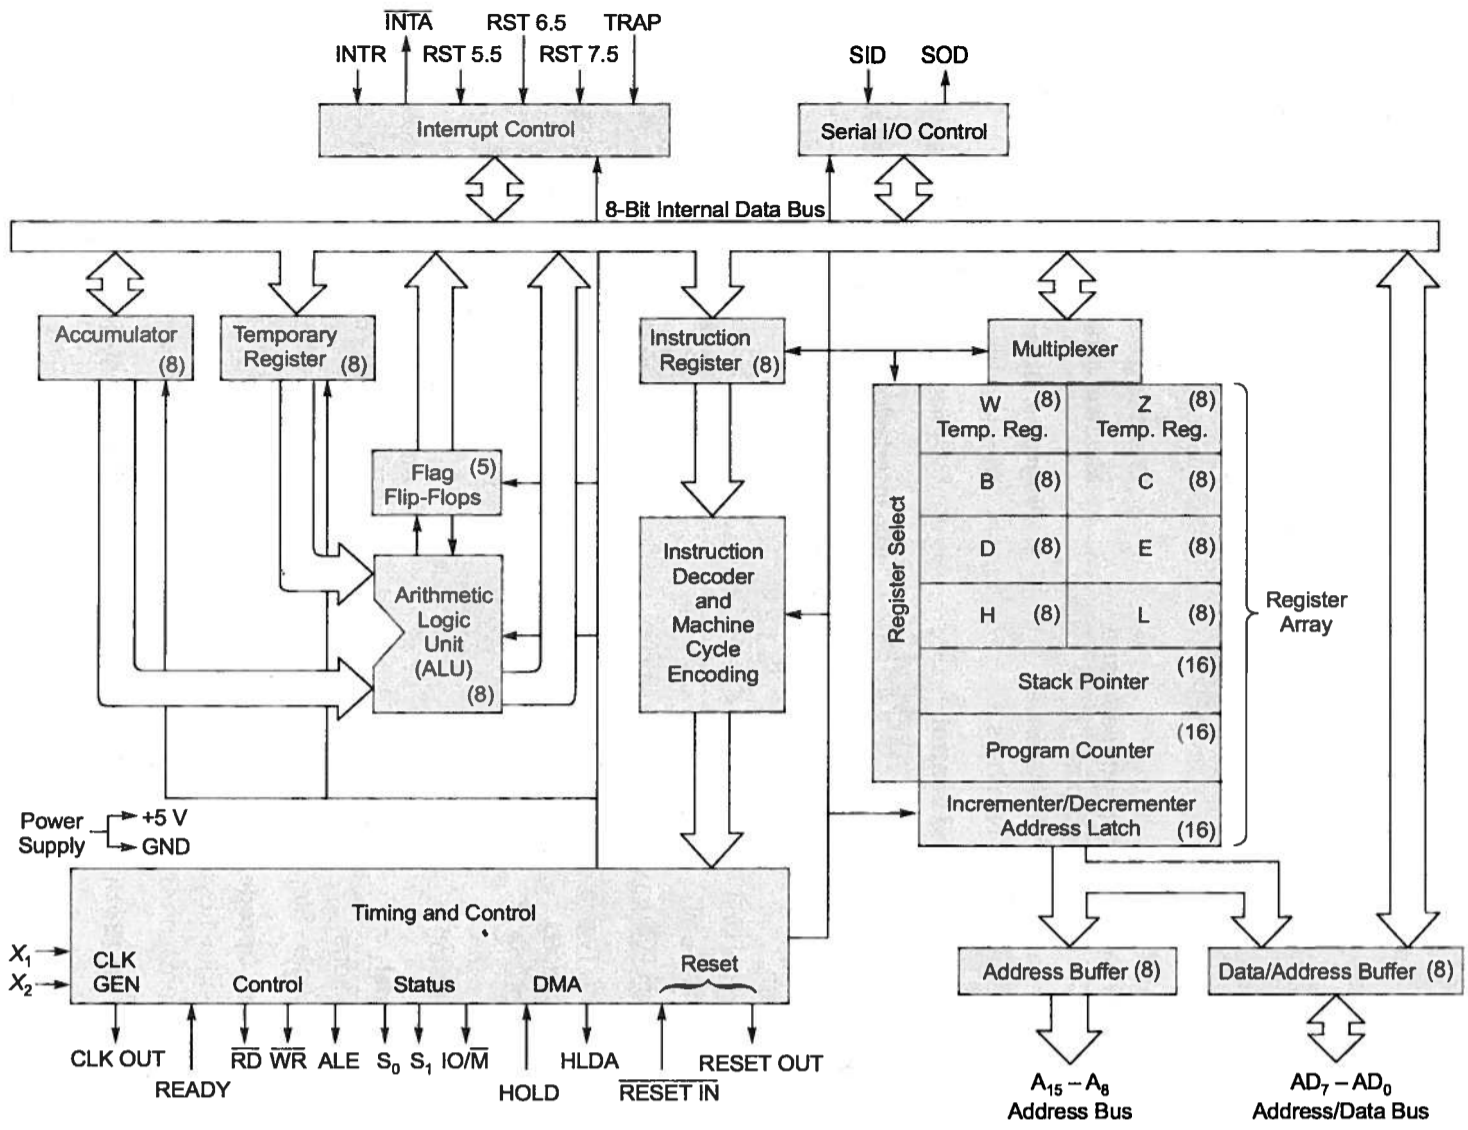 INTA RST 6.5 TRAP
INTR RST 5.5 RST 7.5
SID SOD
Interrupt Control
Serial I/O Control
8-Bit Internal Data Bus
Accumulator
(8)
Temporary
Register (8)
Instruction
Register (8)
Multiplexer
Flag (5)
Flip-Flops
Arithmetic
Logic
Unit
(ALU)
(8)
Instruction
Decoder
and
Machine
Cycle
Encoding
Register Select
W (8)
Temp. Reg.
Z (8)
Temp. Reg.
B (8)
C (8)
D (8)
E (8)
H (8)
L (8)
(16)
Stack Pointer
(16)
Program Counter
Incrementer/Decrementer
Address Latch (16)
Register
Array
Power
Supply
+5 V
GND
Timing and Control
X₁
X₂
CLK
GEN
Control
Status
DMA
Reset
CLK OUT
READY
RD WR ALE S₀ S₁ IO/M
HOLD
HLDA
RESET IN
RESET OUT
Address Buffer (8)
Data/Address Buffer (8)
A₁₅ – A₈
Address Bus
AD₇ – AD₀
Address/Data Bus